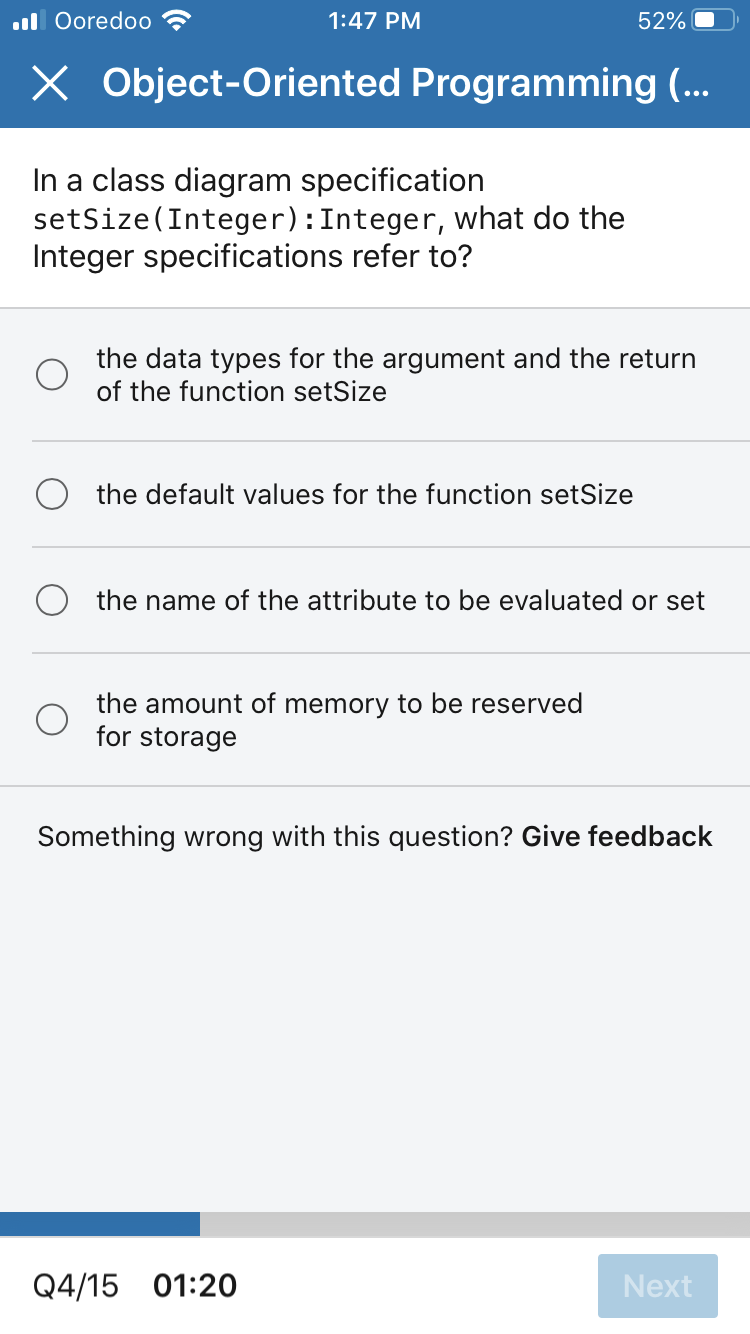 Ooredoo 1:47 PM 52%
Object-Oriented Programming (...
In a class diagram specification
setSize(Integer):Integer, what do the
Integer specifications refer to?
the data types for the argument and the return
of the function setSize
the default values for the function setSize
the name of the attribute to be evaluated or set
the amount of memory to be reserved
for storage
Something wrong with this question? Give feedback
Q4/15 01:20 Next